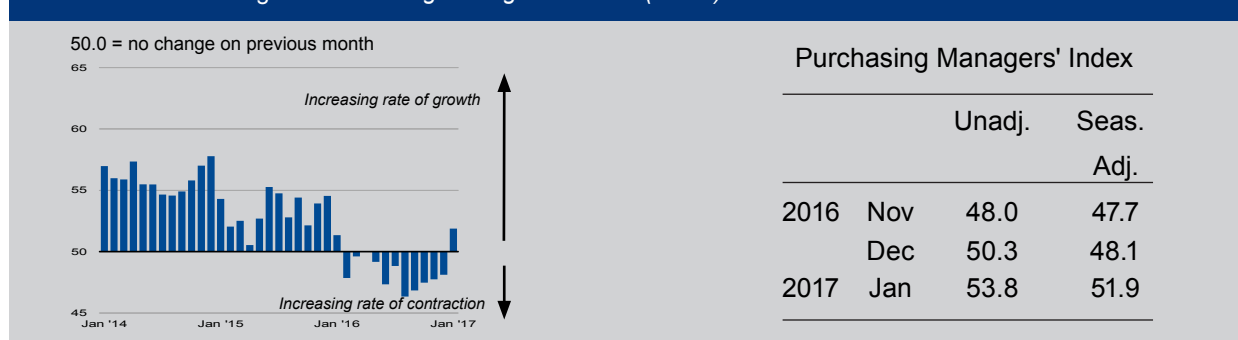 50.0 = no change on previous month
65
Increasing rate of growth
60
55
50
Increasing rate of contraction
45
Jan '14 Jan '15 Jan '16 Jan '17
Purchasing Managers' Index
Unadj. Seas.
Adj.
2016 Nov 48.0 47.7
Dec 50.3 48.1
2017 Jan 53.8 51.9